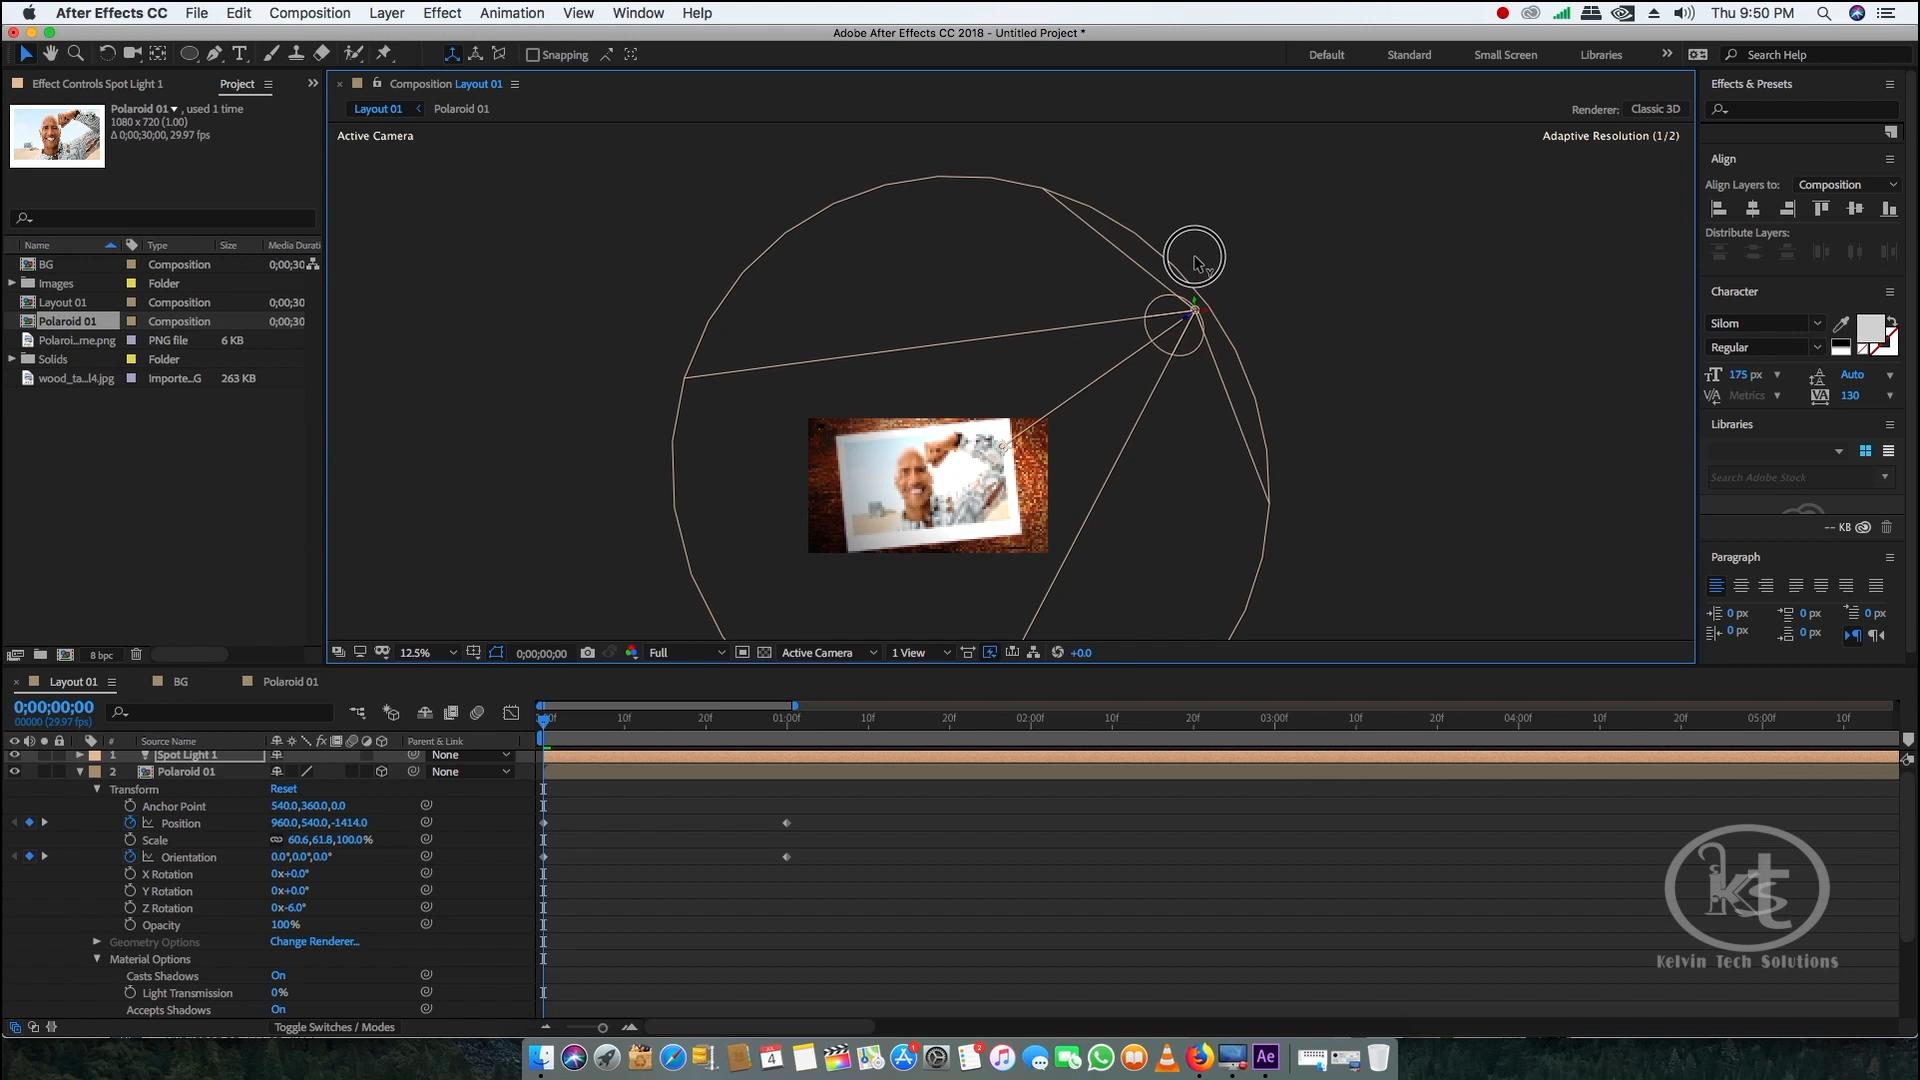 After Effects CC File Edit Composition Layer Effect Animation View Window Help Thu 9:50 PM
Adobe After Effects CC 2018 - Untitled Project *
Snapping Default Standard Small Screen Libraries Search Help
Effect Controls Spot Light 1 Project
Composition Layout 01
Effects & Presets
Polaroid 01 , used 1 time
1080 x 720 (1.00)
Δ 0;00;30;00, 29.97 fps
Layout 01 Polaroid 01 Renderer: Classic 3D
Active Camera Adaptive Resolution (1/2)
Align
Align Layers to: Composition
Distribute Layers:
Name Type Size Media Durati
BG Composition 0;00;30
Images Folder
Layout 01 Composition 0;00;30
Polaroid 01 Composition 0;00;30
Polaroi...me.png PNG file 6 KB
Solids Folder
wood_ta...l4.jpg Importe...G 263 KB
Character
Silom
Regular
175 px Auto
Metrics 130
Libraries
Search Adobe Stock
-- KB
Paragraph
0 px 0 px 0 px
0 px 0 px
8 bpc
12.5% 0;00;00;00 Full Active Camera 1 View +0.0
Layout 01 BG Polaroid 01
0;00;00;00
00000 (29.97 fps)
10f 20f 01:00f 10f 20f 02:00f 10f 20f 03:00f 10f 20f 04:00f 10f 20f 05:00f 10f
# Source Name Parent & Link
1 Spot Light 1 None
2 Polaroid 01 None
Transform Reset
Anchor Point 540.0,360.0,0.0
Position 960.0,540.0,-1414.0
Scale 60.6,61.8,100.0%
Orientation 0.0°,0.0°,0.0°
X Rotation 0x+0.0°
Y Rotation 0x+0.0°
Z Rotation 0x-6.0°
Opacity 100%
Geometry Options Change Renderer...
Material Options
Casts Shadows On
Light Transmission 0%
Accepts Shadows On
Toggle Switches / Modes
kts
Kelvin Tech Solutions
Ae